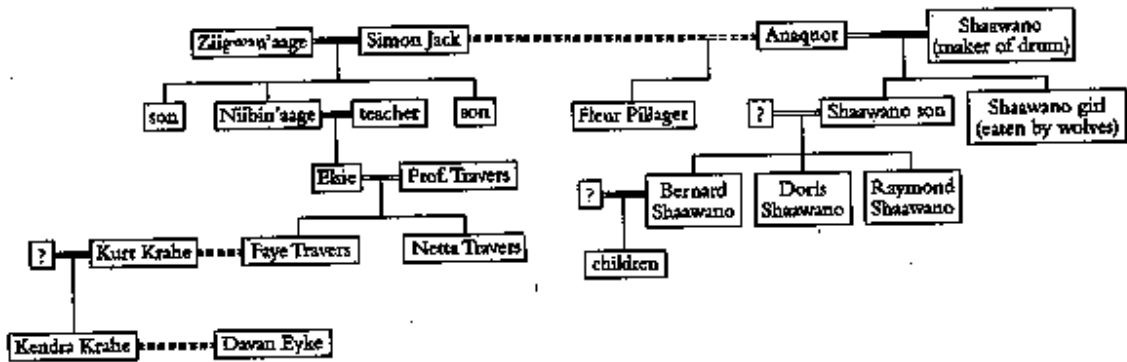 Ziigwan'aage
Simon Jack
Anaquot
Shaawano
(maker of drum)
son
Niibin'aage
teacher
son
Fleur Pillager
?
Shaawano son
Shaawano girl
(eaten by wolves)
Elsie
Prof. Travers
?
Bernard
Shaawano
Doris
Shaawano
Raymond
Shaawano
?
Kurt Krahe
Faye Travers
Netta Travers
children
Kendra Krahe
Davan Eyke